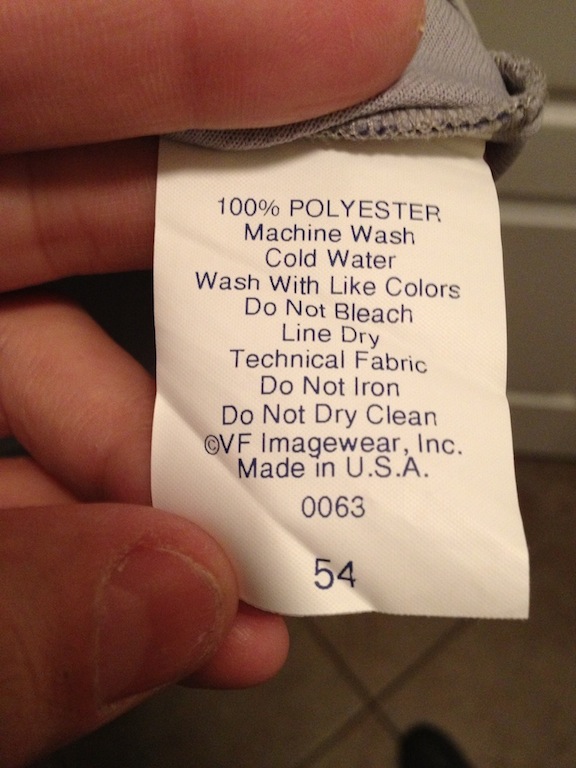 100% POLYESTER
Machine Wash
Cold Water
Wash With Like Colors
Do Not Bleach
Line Dry
Technical Fabric
Do Not Iron
Do Not Dry Clean
©VF Imagewear, Inc.
Made in U.S.A.
0063
54